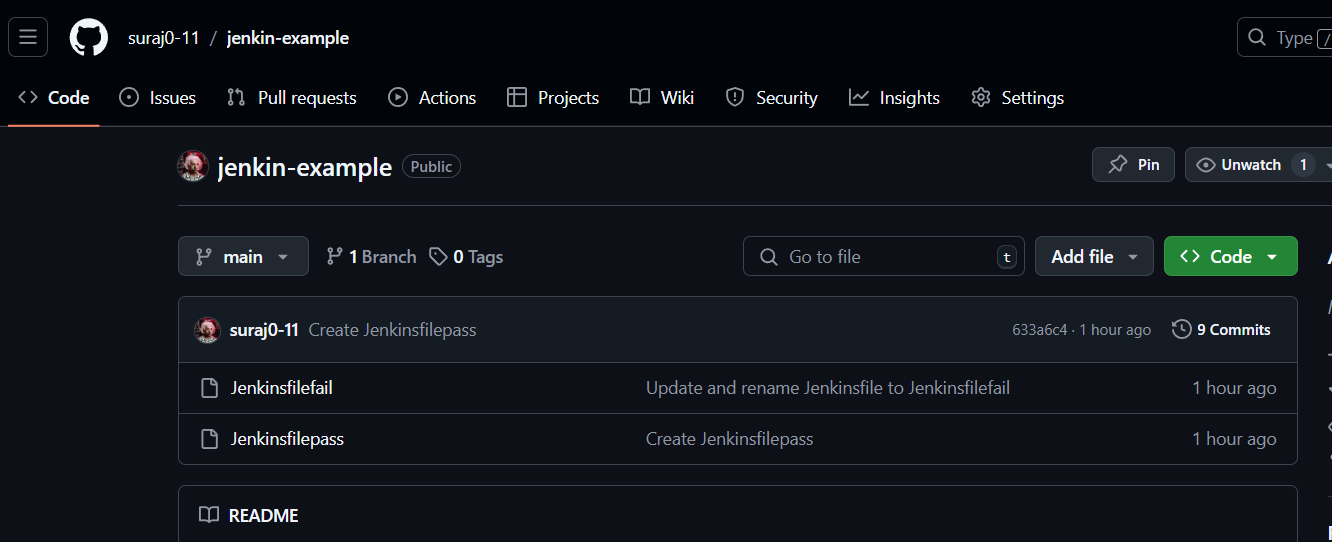 suraj0-11 / jenkin-example
Type /
Code Issues Pull requests Actions Projects Wiki Security Insights Settings
jenkin-example Public
Pin Unwatch 1
main 1 Branch 0 Tags
Go to file t
Add file Code
suraj0-11 Create Jenkinsfilepass 633a6c4 · 1 hour ago 9 Commits
Jenkinsfilefail Update and rename Jenkinsfile to Jenkinsfilefail 1 hour ago
Jenkinsfilepass Create Jenkinsfilepass 1 hour ago
README